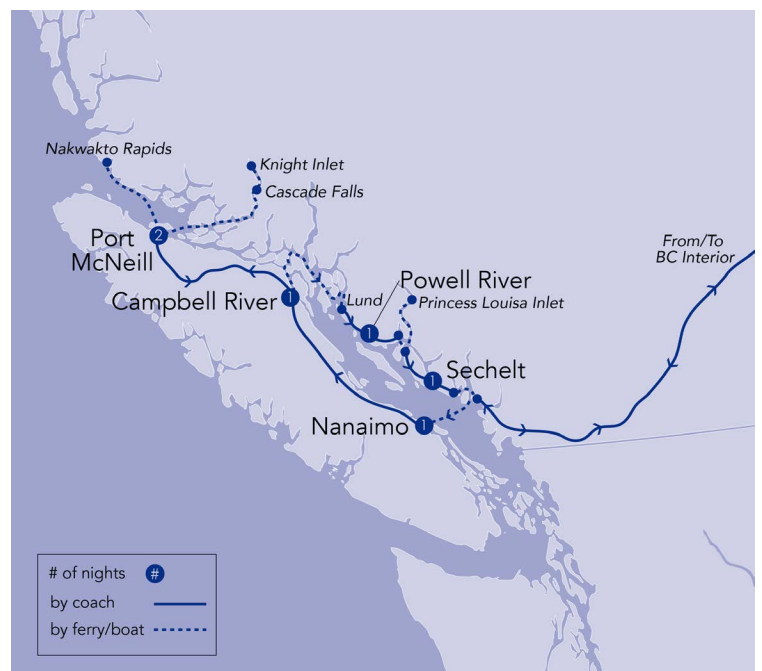 Nakwakto Rapids
Knight Inlet
Cascade Falls
2
Port
McNeill
From/To
BC Interior
Campbell River
1
Lund
Powell River
Princess Louisa Inlet
1
1
Sechelt
Nanaimo
1
# of nights #
by coach
by ferry/boat